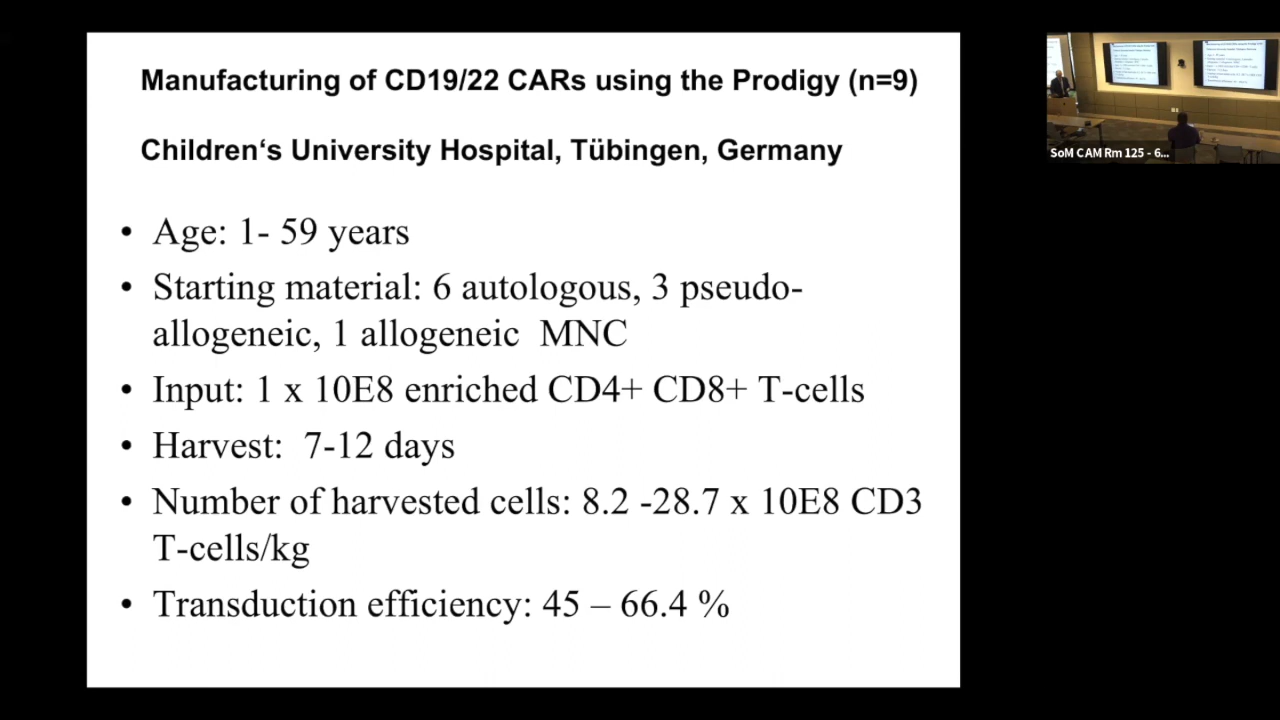 Manufacturing of CD19/22 CARs using the Prodigy (n=9)
Children‘s University Hospital, Tübingen, Germany
• Age: 1- 59 years
• Starting material: 6 autologous, 3 pseudo-
allogeneic, 1 allogeneic MNC
• Input: 1 x 10E8 enriched CD4+ CD8+ T-cells
• Harvest: 7-12 days
• Number of harvested cells: 8.2 -28.7 x 10E8 CD3
T-cells/kg
• Transduction efficiency: 45 – 66.4 %
SoM CAM Rm 125 - 6...